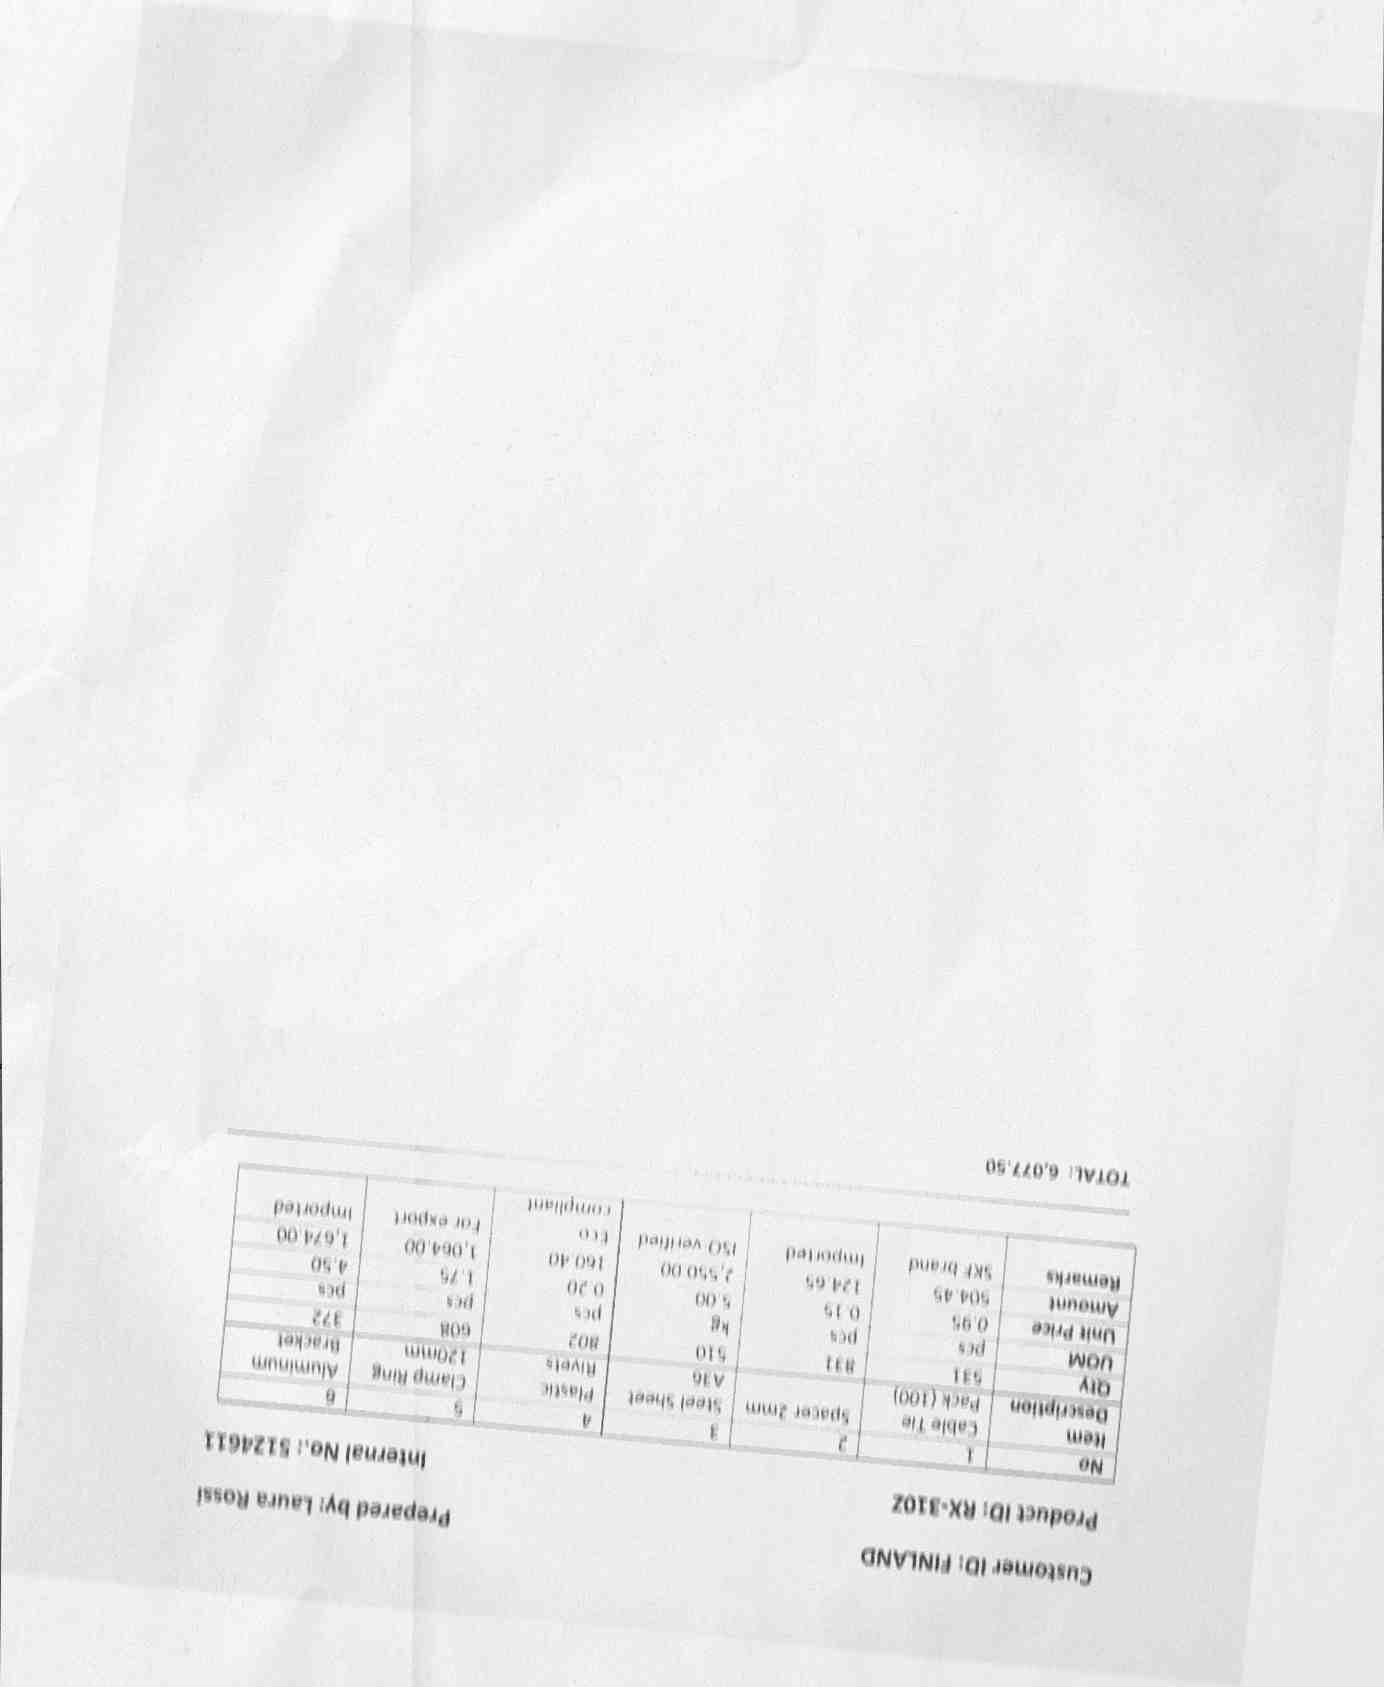 Customer ID: FINLAND Prepared by: Laura Rossi
Product ID: RX-310Z Internal No.: 5124611
No 1 2 3 4 5 6
Item Cable Tie Spacer 2mm Steel Sheet Plastic Clamp Ring Aluminum
Description Pack (100) A36 Rivets 120mm Bracket
Qty 531 831 510 802 608 372
UOM pcs pcs kg pcs pcs pcs
Unit Price 0.95 0.15 5.00 0.20 1.75 4.50
Amount 504.45 124.65 2,550.00 160.40 1,064.00 1,674.00
Remarks SKF brand Imported ISO verified Eco For export Imported
compliant
TOTAL: 6,077.50